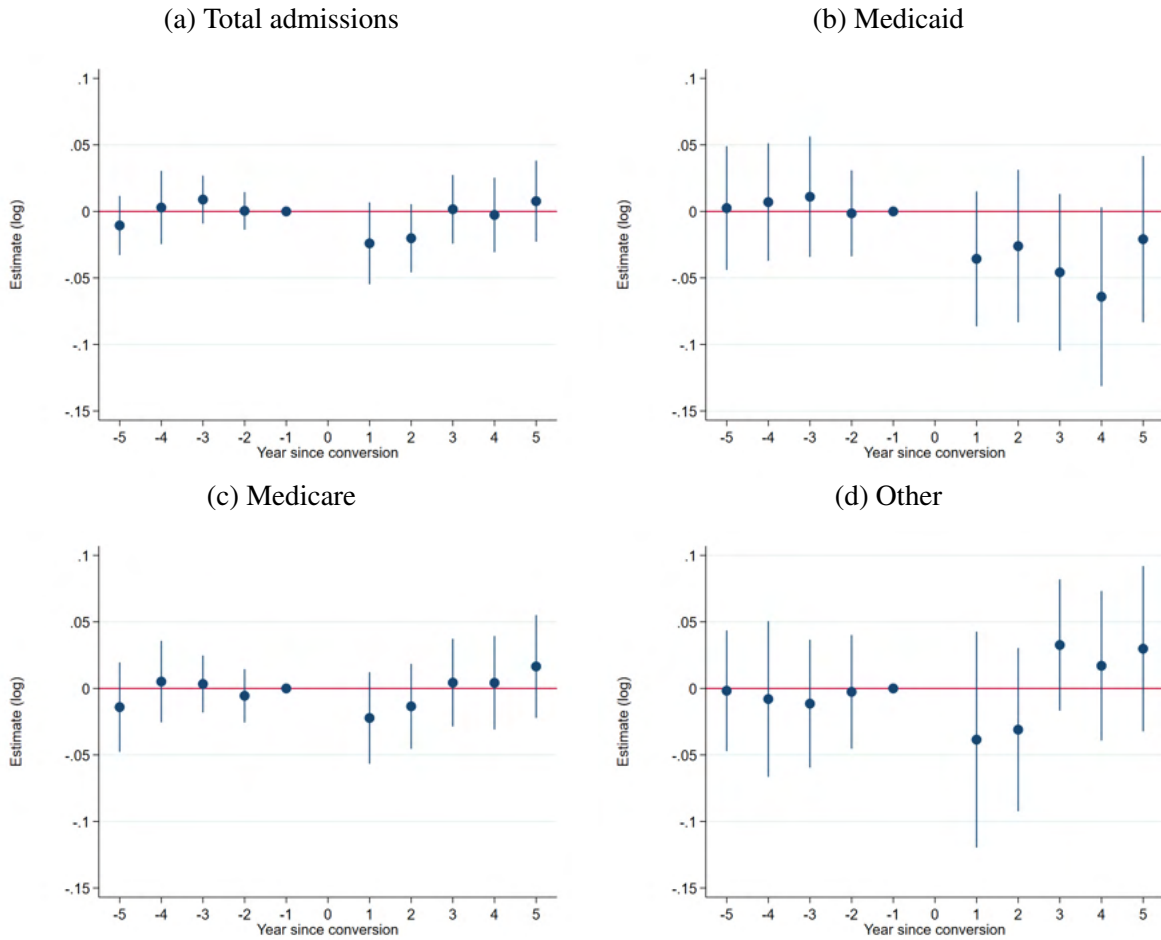 (a) Total admissions
.1
.05
0
-.05
-.1
-.15
Estimate (log)
-5 -4 -3 -2 -1 0 1 2 3 4 5
Year since conversion
(b) Medicaid
.1
.05
0
-.05
-.1
-.15
Estimate (log)
-5 -4 -3 -2 -1 0 1 2 3 4 5
Year since conversion
(c) Medicare
.1
.05
0
-.05
-.1
-.15
Estimate (log)
-5 -4 -3 -2 -1 0 1 2 3 4 5
Year since conversion
(d) Other
.1
.05
0
-.05
-.1
-.15
Estimate (log)
-5 -4 -3 -2 -1 0 1 2 3 4 5
Year since conversion